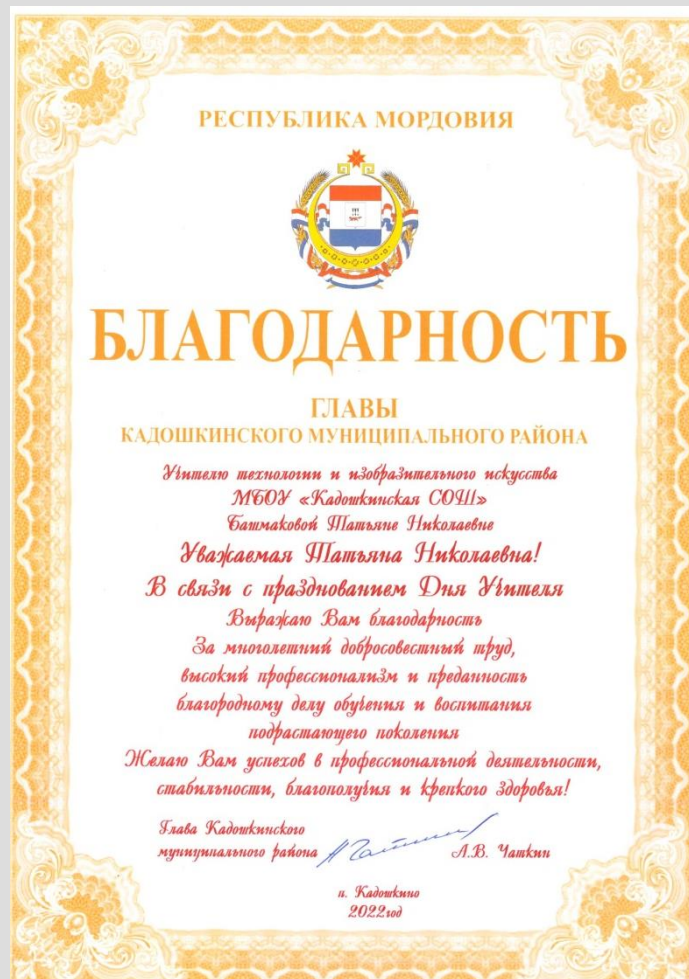 РЕСПУБЛИКА МОРДОВИЯ
БЛАГОДАРНОСТЬ
ГЛАВЫ
КАДОШКИНСКОГО МУНИЦИПАЛЬНОГО РАЙОНА
Учителю технологии и изобразительного искусства
МБОУ «Кадошкинская СОШ»
Башмаковой Татьяне Николаевне
Уважаемая Татьяна Николаевна!
В связи с празднованием Дня Учителя
Выражаю Вам благодарность
За многолетний добросовестный труд,
высокий профессионализм и преданность
благородному делу обучения и воспитания
подрастающего поколения
Желаю Вам успехов в профессиональной деятельности,
стабильности, благополучия и крепкого здоровья!
Глава Кадошкинского
муниципального района А.В. Чаткин
п. Кадошкино
2022год